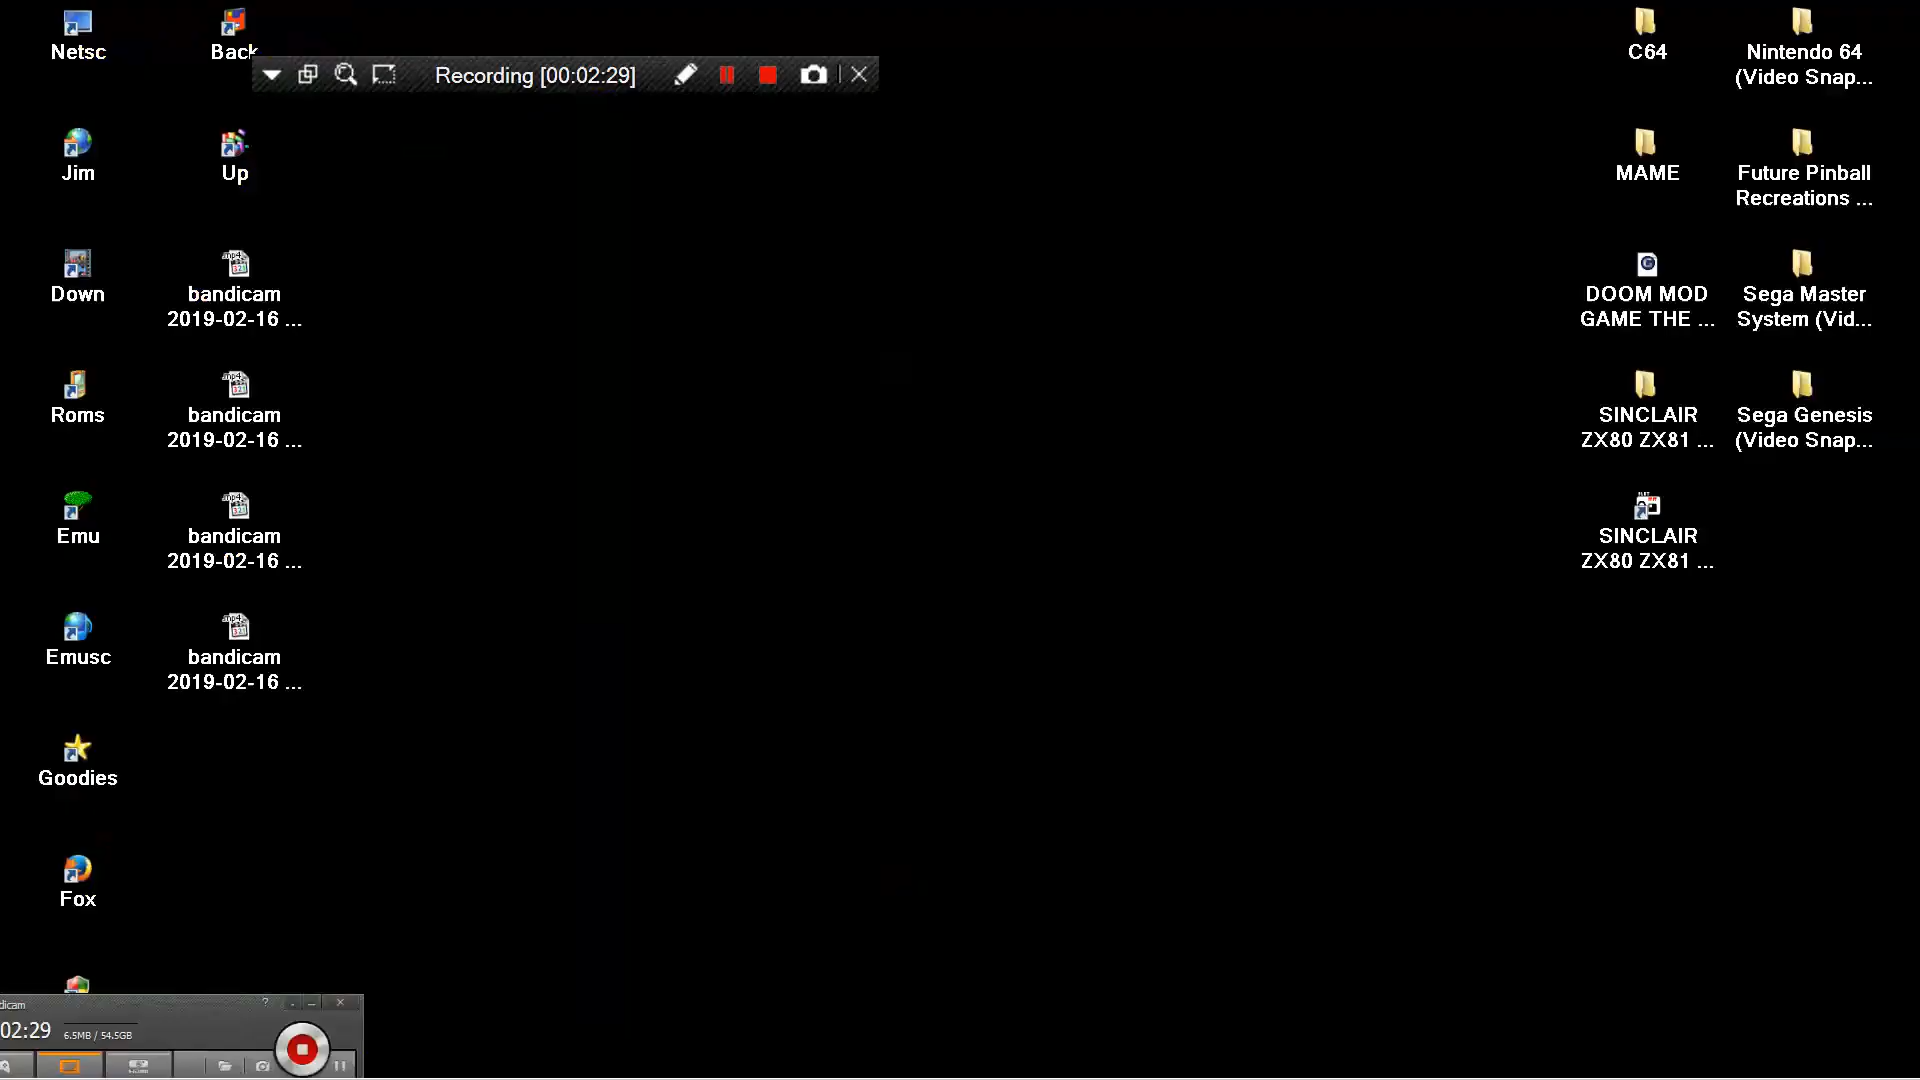 Netsc
Back
Recording [00:02:29]
C64
Nintendo 64
(Video Snap...
Jim
Up
MAME
Future Pinball
Recreations ...
Down
bandicam
2019-02-16 ...
DOOM MOD
GAME THE ...
Sega Master
System (Vid...
Roms
bandicam
2019-02-16 ...
SINCLAIR
ZX80 ZX81 ...
Sega Genesis
(Video Snap...
Emu
bandicam
2019-02-16 ...
SINCLAIR
ZX80 ZX81 ...
Emusc
bandicam
2019-02-16 ...
Goodies
Fox
dicam
02:29
6.5MB / 54.5GB